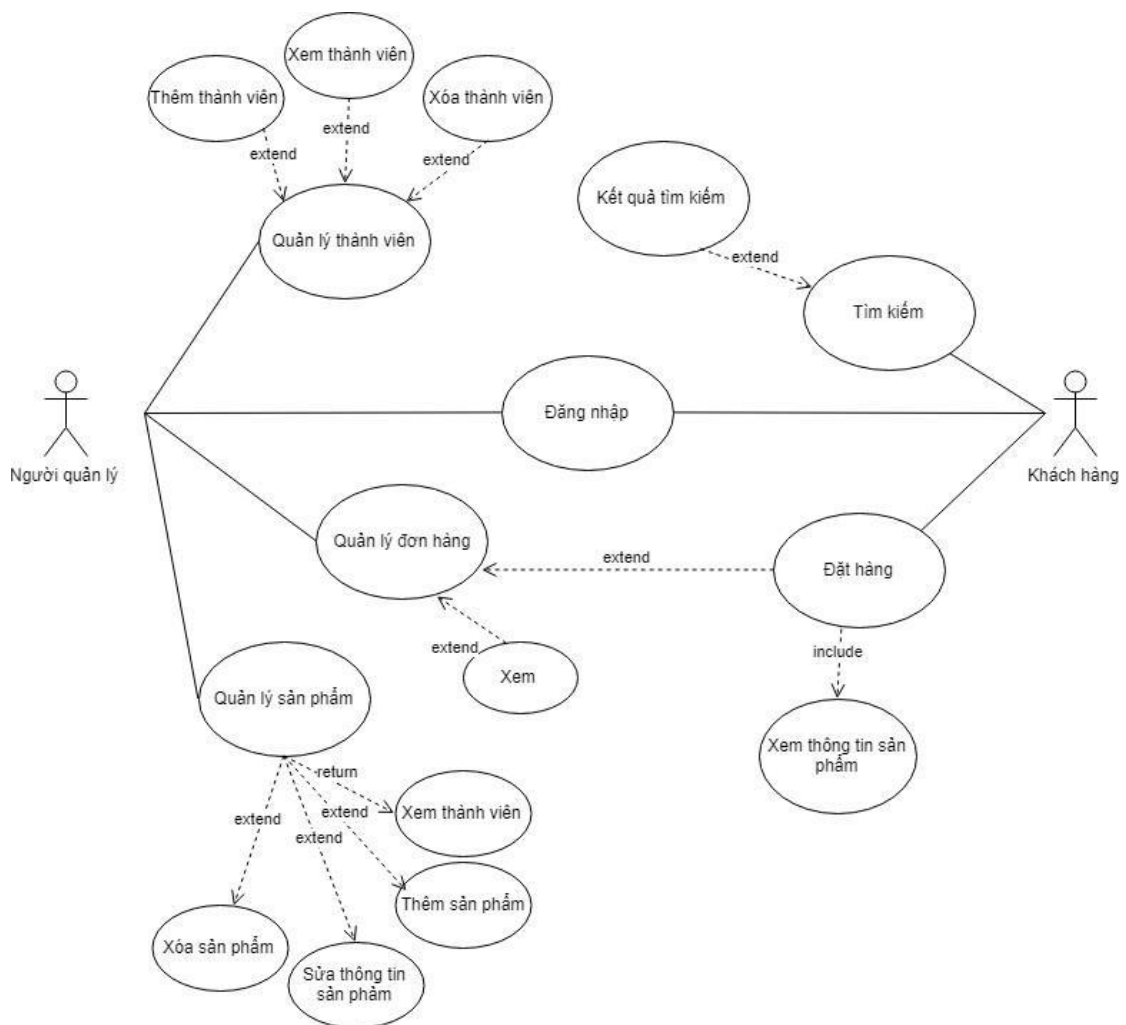 Xem thành viên
Thêm thành viên
Xóa thành viên
extend
extend
extend
Kết quả tìm kiếm
Quản lý thành viên
extend
Tìm kiếm
Đăng nhập
Người quản lý
Khách hàng
Quản lý đơn hàng
extend
Đặt hàng
extend
include
Xem
Quản lý sản phẩm
Xem thông tin sản
phẩm
return
Xem thành viên
extend
extend
extend
Thêm sản phẩm
Xóa sản phẩm
Sửa thông tin
sản phảm